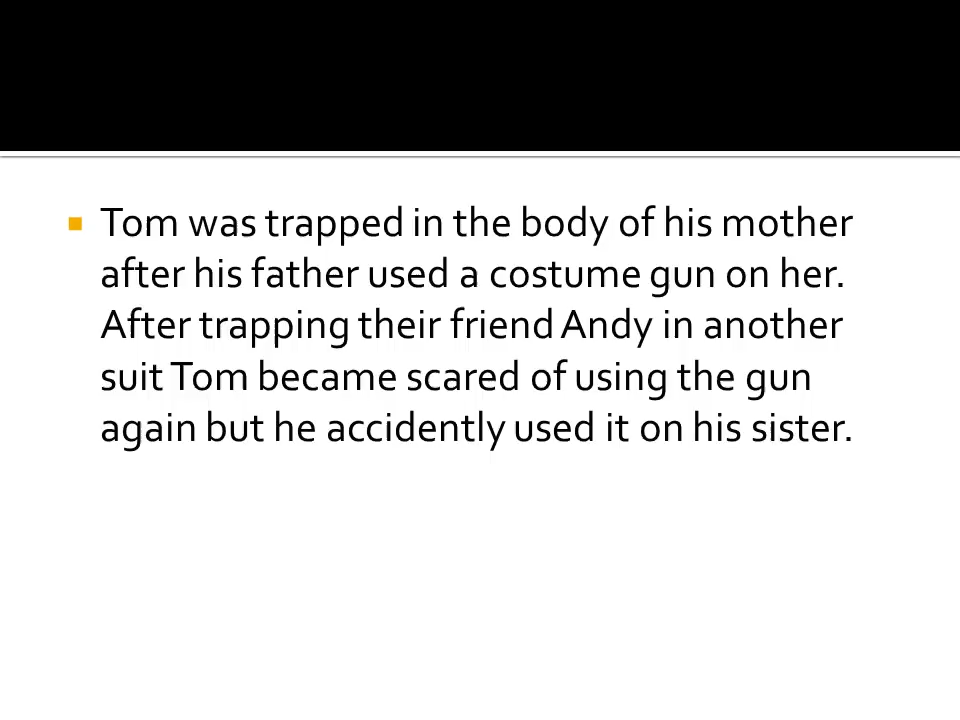 Tom was trapped in the body of his mother
after his father used a costume gun on her.
After trapping their friend Andy in another
suit Tom became scared of using the gun
again but he accidently used it on his sister.